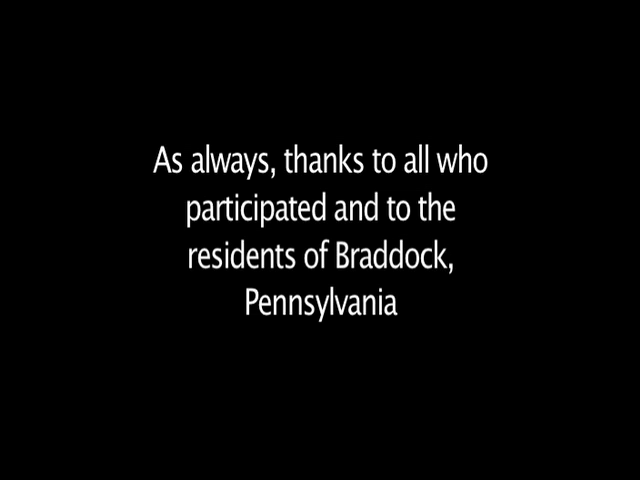 As always, thanks to all who
participated and to the
residents of Braddock,
Pennsylvania